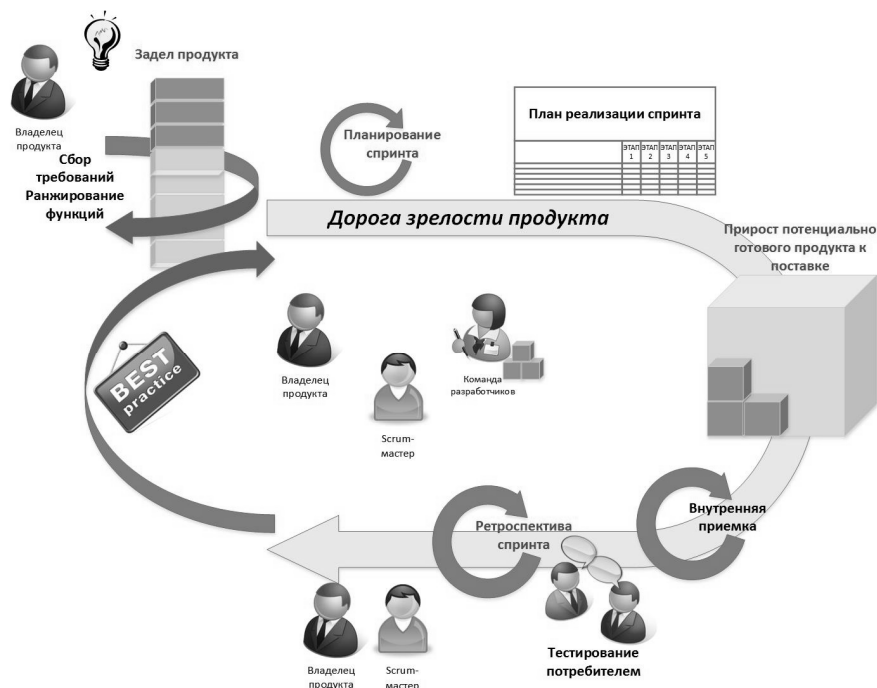 Задел продукта
Владелец
продукта
Сбор
требований
Ранжирование
функций
Планирование
спринта
План реализации спринта
ЭТАП 1 ЭТАП 2 ЭТАП 3 ЭТАП 4 ЭТАП 5
Дорога зрелости продукта
Прирост потенциально
готового продукта к
поставке
BEST
practice
Владелец
продукта
Scrum-
мастер
Команда
разработчиков
Внутренняя
приемка
Ретроспектива
спринта
Тестирование
потребителем
Владелец
продукта
Scrum-
мастер